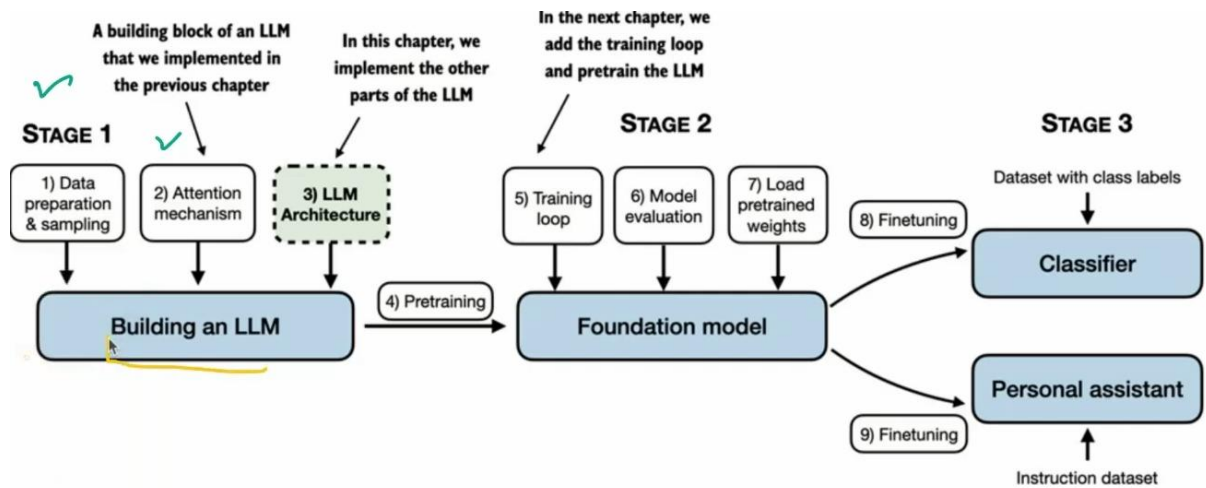 A building block of an LLM
that we implemented in
the previous chapter
In this chapter, we
implement the other
parts of the LLM
In the next chapter, we
add the training loop
and pretrain the LLM
STAGE 1
STAGE 2
STAGE 3
1) Data
preparation
& sampling
2) Attention
mechanism
3) LLM
Architecture
5) Training
loop
6) Model
evaluation
7) Load
pretrained
weights
Dataset with class labels
8) Finetuning
Classifier
4) Pretraining
Building an LLM
Foundation model
Personal assistant
9) Finetuning
Instruction dataset